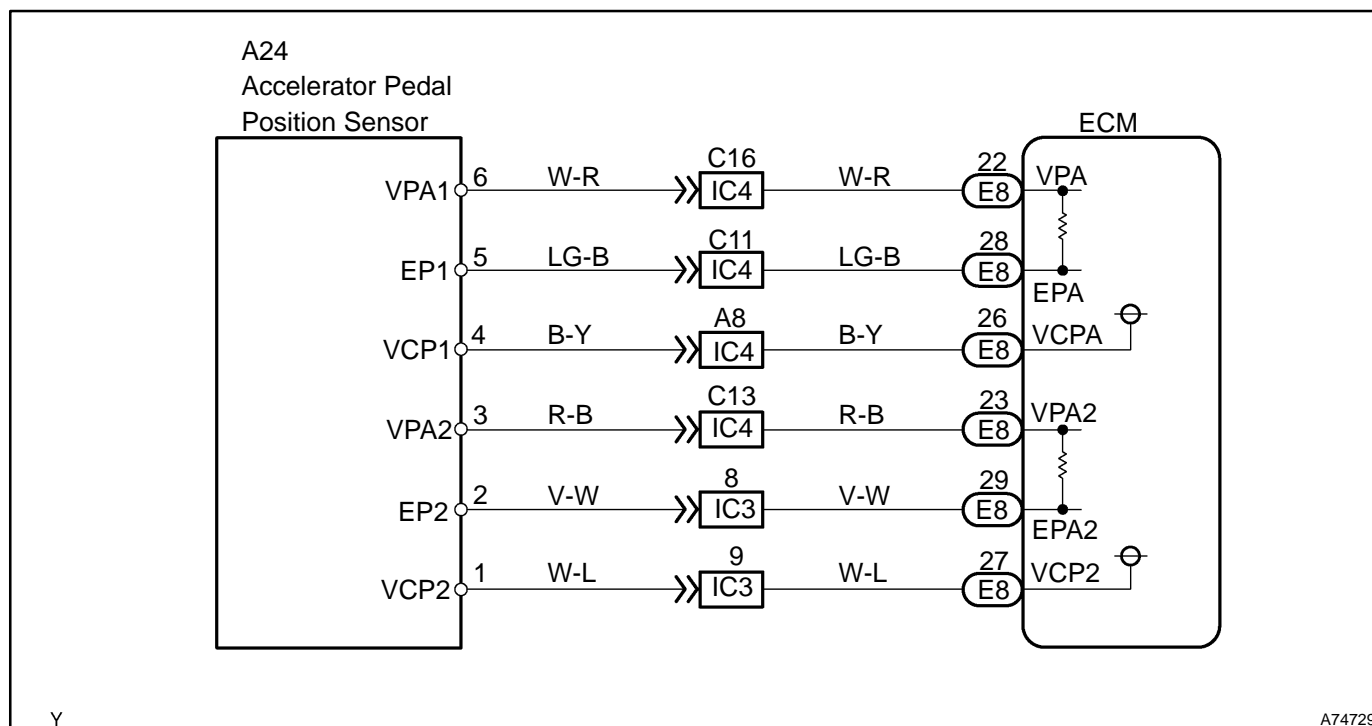 A24
Accelerator Pedal
Position Sensor
ECM
VPA1 6 W-R C16 IC4 W-R 22 E8 VPA
EP1 5 LG-B C11 IC4 LG-B 28 E8 EPA
VCP1 4 B-Y A8 IC4 B-Y 26 E8 VCPA
VPA2 3 R-B C13 IC4 R-B 23 E8 VPA2
EP2 2 V-W 8 IC3 V-W 29 E8 EPA2
VCP2 1 W-L 9 IC3 W-L 27 E8 VCP2
Y
A74729